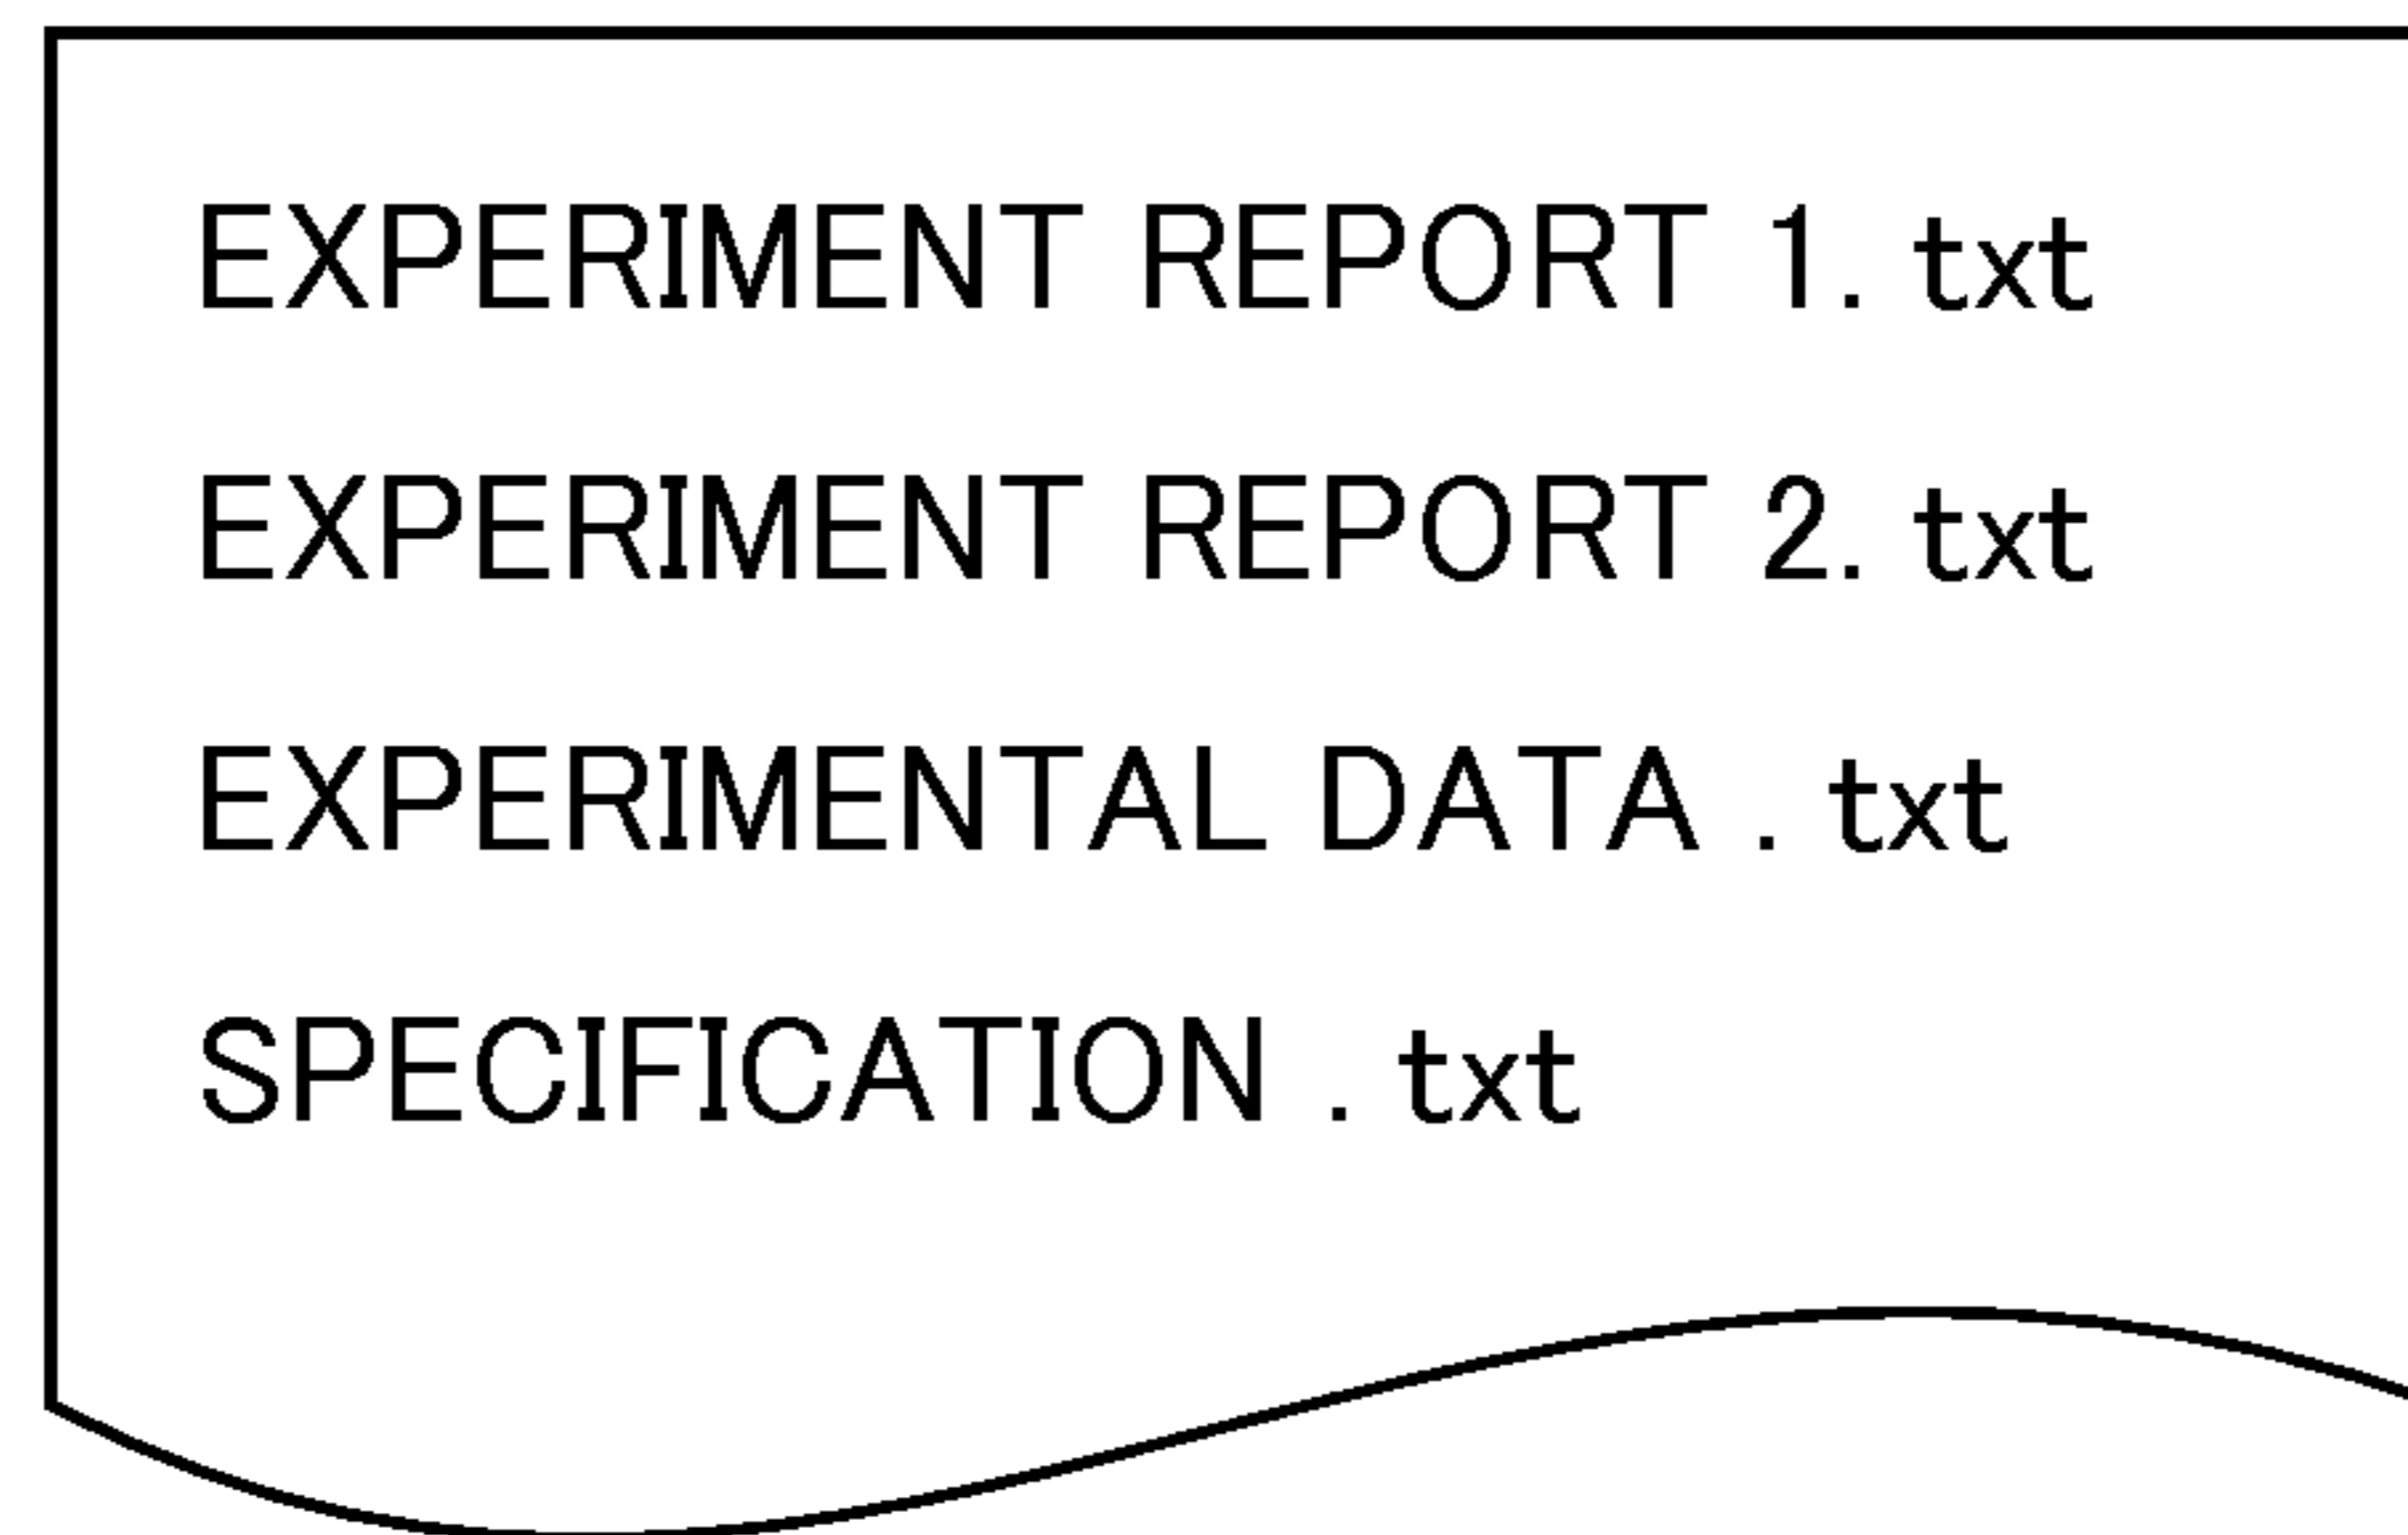 EXPERIMENT REPORT 1. txt
EXPERIMENT REPORT 2. txt
EXPERIMENTAL DATA . txt
SPECIFICATION . txt